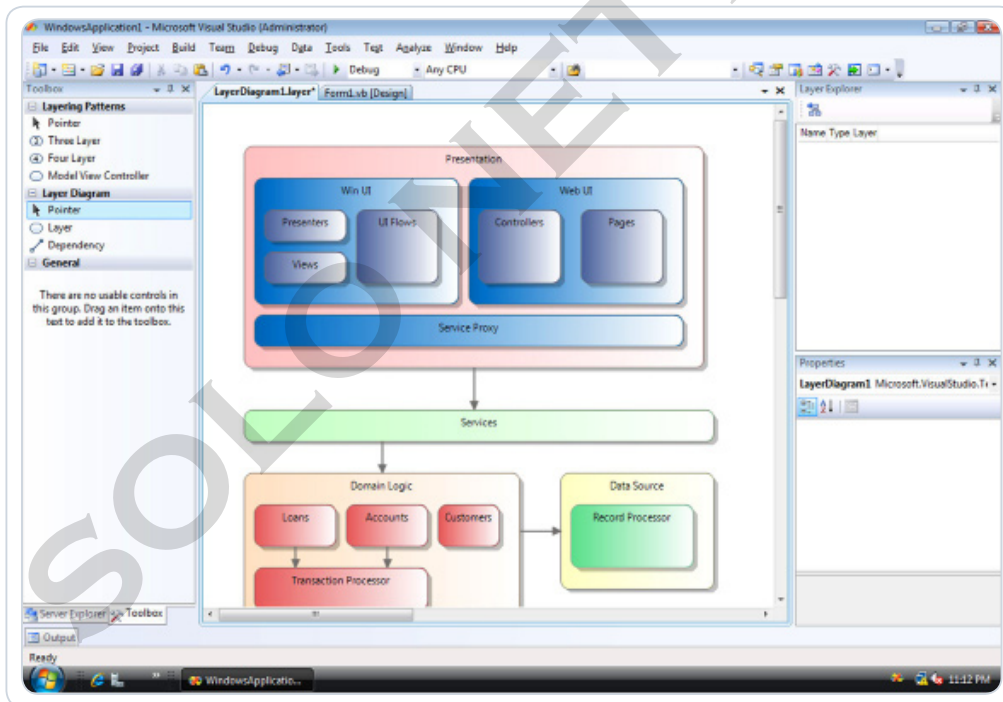 WindowsApplication1 - Microsoft Visual Studio (Administrator)
File Edit View Project Build Team Debug Data Tools Test Analyze Window Help
Debug Any CPU
Toolbox
Layering Patterns
Pointer
Three Layer
Four Layer
Model View Controller
Layer Diagram
Pointer
Layer
Dependency
General
There are no usable controls in
this group. Drag an item onto this
text to add it to the toolbox.
Server Explorer Toolbox
LayerDiagram1.layer* Form1.vb [Design]
Presentation
Win UI Web UI
Presenters UI Flows Controllers Pages
Views
Service Proxy
Services
Domain Logic Data Source
Loans Accounts Customers Record Processor
Transaction Processor
Layer Explorer
Name Type Layer
Properties
LayerDiagram1 Microsoft.VisualStudio.Te
Output
Ready
WindowsApplicatio... 11:12 PM
SOLONET